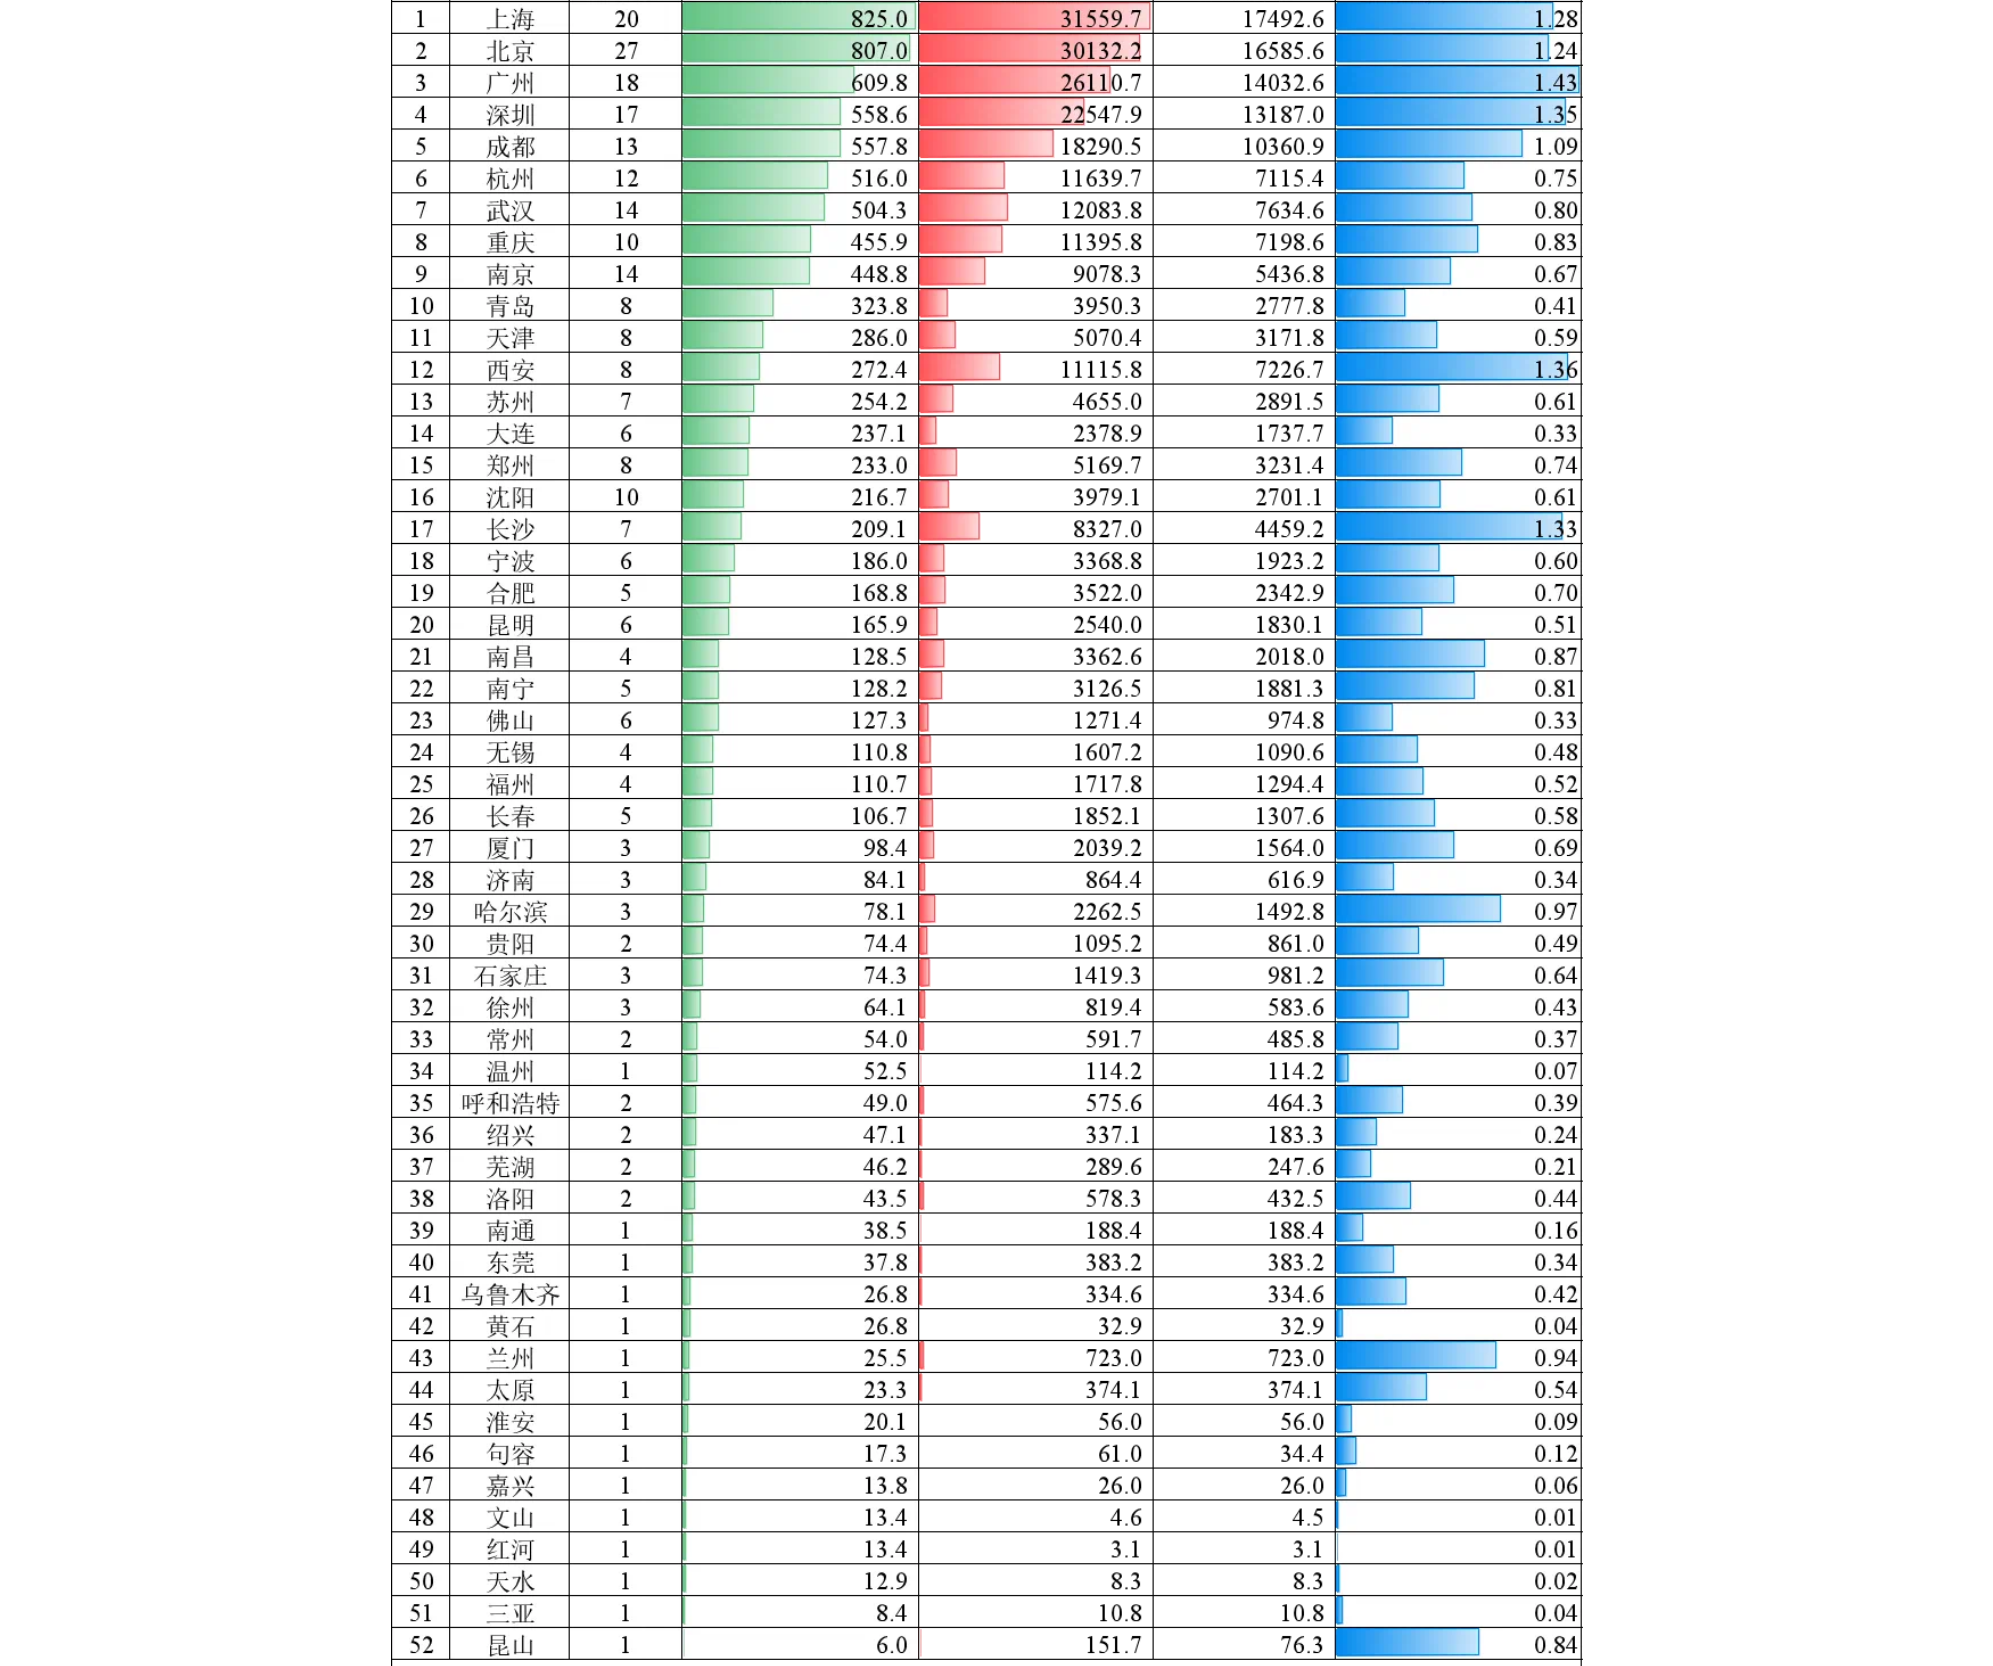 1 上海 20 825.0 31559.7 17492.6 1.28
2 北京 27 807.0 30132.2 16585.6 1.24
3 广州 18 609.8 26110.7 14032.6 1.43
4 深圳 17 558.6 22547.9 13187.0 1.35
5 成都 13 557.8 18290.5 10360.9 1.09
6 杭州 12 516.0 11639.7 7115.4 0.75
7 武汉 14 504.3 12083.8 7634.6 0.80
8 重庆 10 455.9 11395.8 7198.6 0.83
9 南京 14 448.8 9078.3 5436.8 0.67
10 青岛 8 323.8 3950.3 2777.8 0.41
11 天津 8 286.0 5070.4 3171.8 0.59
12 西安 8 272.4 11115.8 7226.7 1.36
13 苏州 7 254.2 4655.0 2891.5 0.61
14 大连 6 237.1 2378.9 1737.7 0.33
15 郑州 8 233.0 5169.7 3231.4 0.74
16 沈阳 10 216.7 3979.1 2701.1 0.61
17 长沙 7 209.1 8327.0 4459.2 1.33
18 宁波 6 186.0 3368.8 1923.2 0.60
19 合肥 5 168.8 3522.0 2342.9 0.70
20 昆明 6 165.9 2540.0 1830.1 0.51
21 南昌 4 128.5 3362.6 2018.0 0.87
22 南宁 5 128.2 3126.5 1881.3 0.81
23 佛山 6 127.3 1271.4 974.8 0.33
24 无锡 4 110.8 1607.2 1090.6 0.48
25 福州 4 110.7 1717.8 1294.4 0.52
26 长春 5 106.7 1852.1 1307.6 0.58
27 厦门 3 98.4 2039.2 1564.0 0.69
28 济南 3 84.1 864.4 616.9 0.34
29 哈尔滨 3 78.1 2262.5 1492.8 0.97
30 贵阳 2 74.4 1095.2 861.0 0.49
31 石家庄 3 74.3 1419.3 981.2 0.64
32 徐州 3 64.1 819.4 583.6 0.43
33 常州 2 54.0 591.7 485.8 0.37
34 温州 1 52.5 114.2 114.2 0.07
35 呼和浩特 2 49.0 575.6 464.3 0.39
36 绍兴 2 47.1 337.1 183.3 0.24
37 芜湖 2 46.2 289.6 247.6 0.21
38 洛阳 2 43.5 578.3 432.5 0.44
39 南通 1 38.5 188.4 188.4 0.16
40 东莞 1 37.8 383.2 383.2 0.34
41 乌鲁木齐 1 26.8 334.6 334.6 0.42
42 黄石 1 26.8 32.9 32.9 0.04
43 兰州 1 25.5 723.0 723.0 0.94
44 太原 1 23.3 374.1 374.1 0.54
45 淮安 1 20.1 56.0 56.0 0.09
46 句容 1 17.3 61.0 34.4 0.12
47 嘉兴 1 13.8 26.0 26.0 0.06
48 文山 1 13.4 4.6 4.5 0.01
49 红河 1 13.4 3.1 3.1 0.01
50 天水 1 12.9 8.3 8.3 0.02
51 三亚 1 8.4 10.8 10.8 0.04
52 昆山 1 6.0 151.7 76.3 0.84